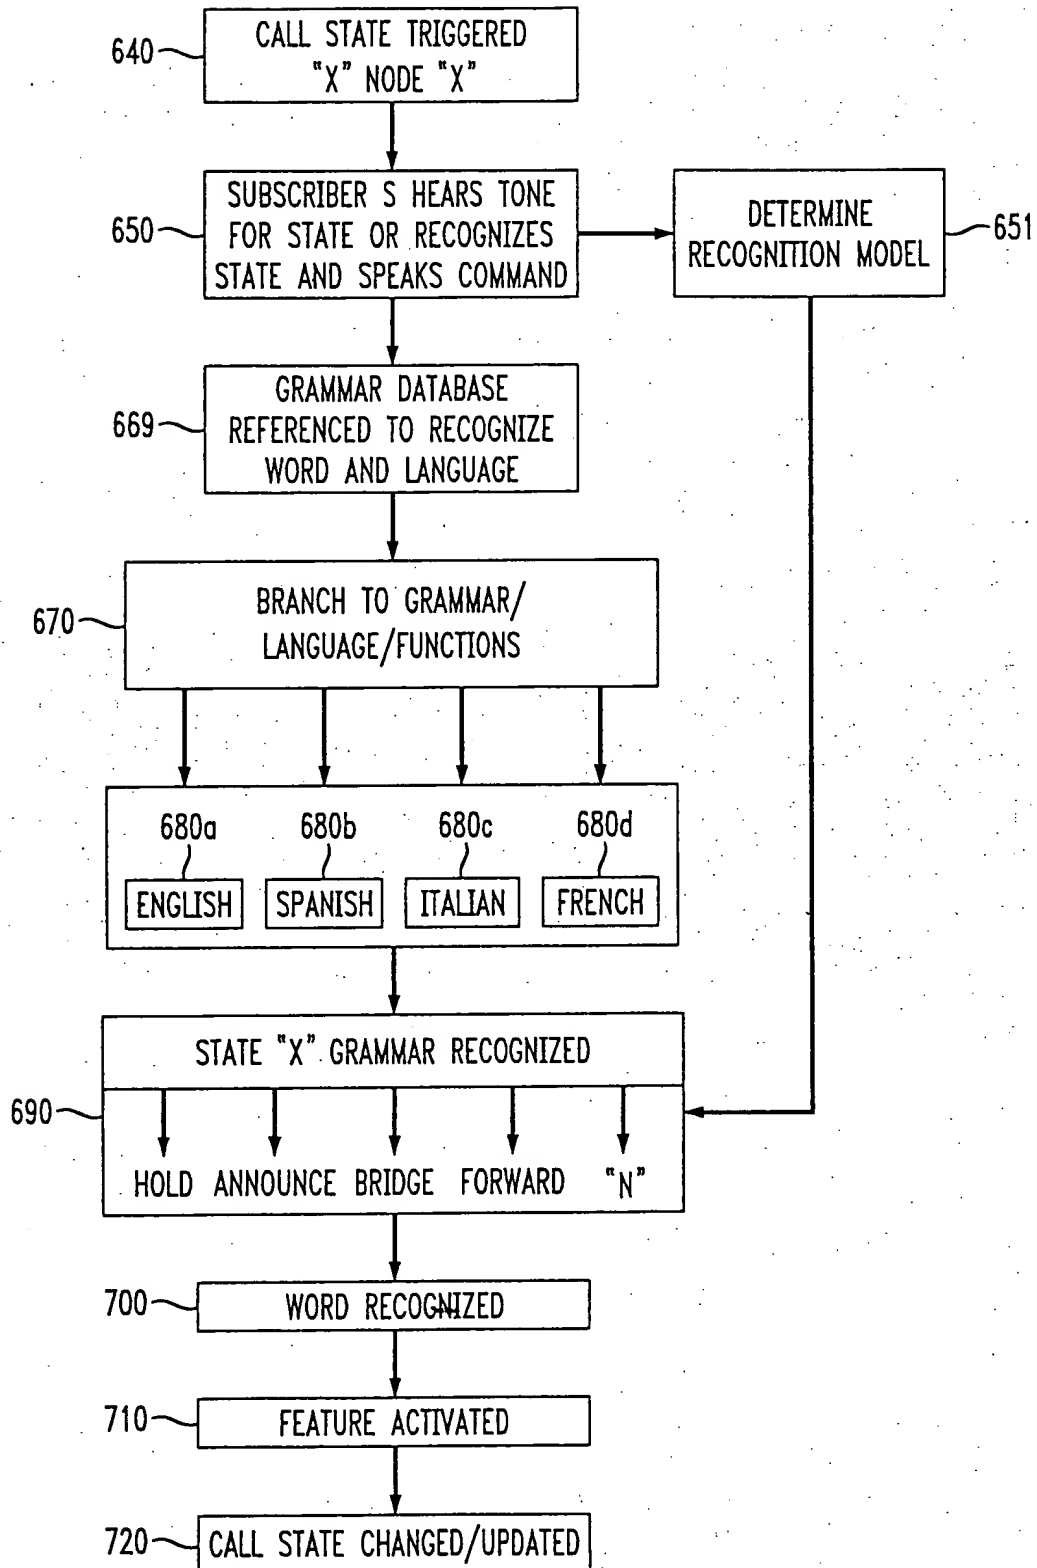 640
CALL STATE TRIGGERED
"X" NODE "X"
650
SUBSCRIBER S HEARS TONE
FOR STATE OR RECOGNIZES
STATE AND SPEAKS COMMAND
DETERMINE
RECOGNITION MODEL
651
669
GRAMMAR DATABASE
REFERENCED TO RECOGNIZE
WORD AND LANGUAGE
670
BRANCH TO GRAMMAR/
LANGUAGE/FUNCTIONS
680a 680b 680c 680d
ENGLISH SPANISH ITALIAN FRENCH
STATE "X" GRAMMAR RECOGNIZED
690
HOLD ANNOUNCE BRIDGE FORWARD "N"
700
WORD RECOGNIZED
710
FEATURE ACTIVATED
720
CALL STATE CHANGED/UPDATED